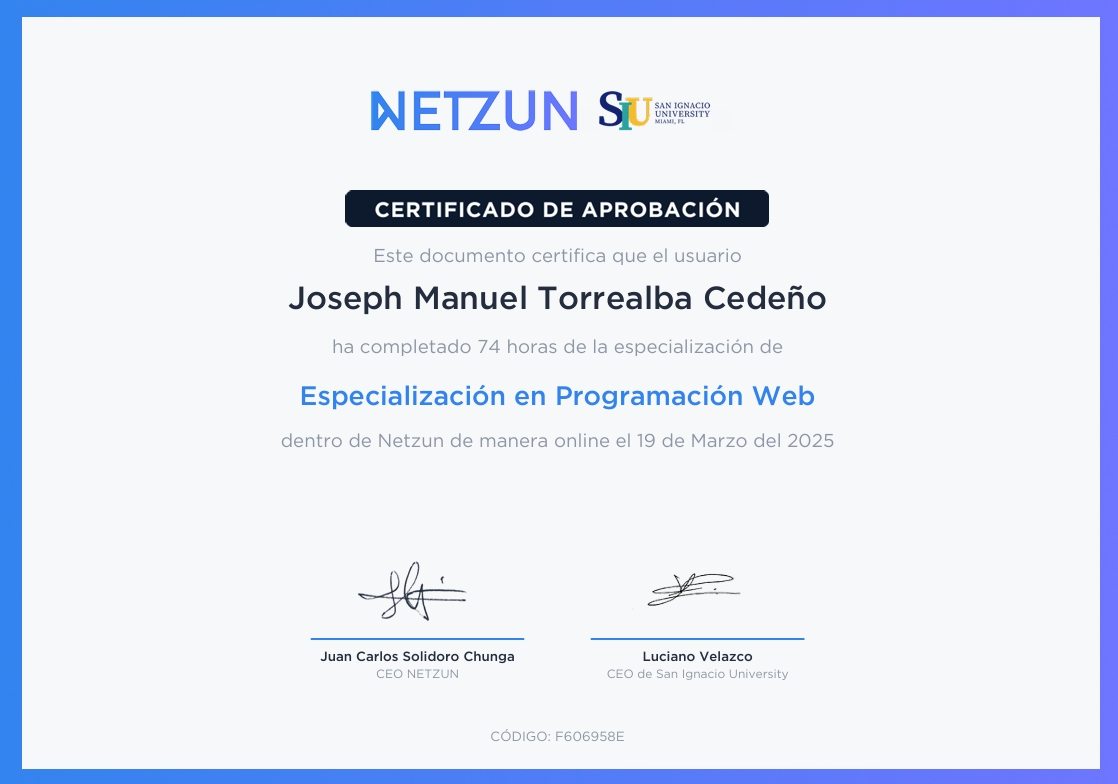 NETZUN
SIU SAN IGNACIO
UNIVERSITY
MIAMI, FL
CERTIFICADO DE APROBACIÓN
Este documento certifica que el usuario
Joseph Manuel Torrealba Cedeño
ha completado 74 horas de la especialización de
Especialización en Programación Web
dentro de Netzun de manera online el 19 de Marzo del 2025
Juan Carlos Solidoro Chunga
CEO NETZUN
Luciano Velazco
CEO de San Ignacio University
CÓDIGO: F606958E